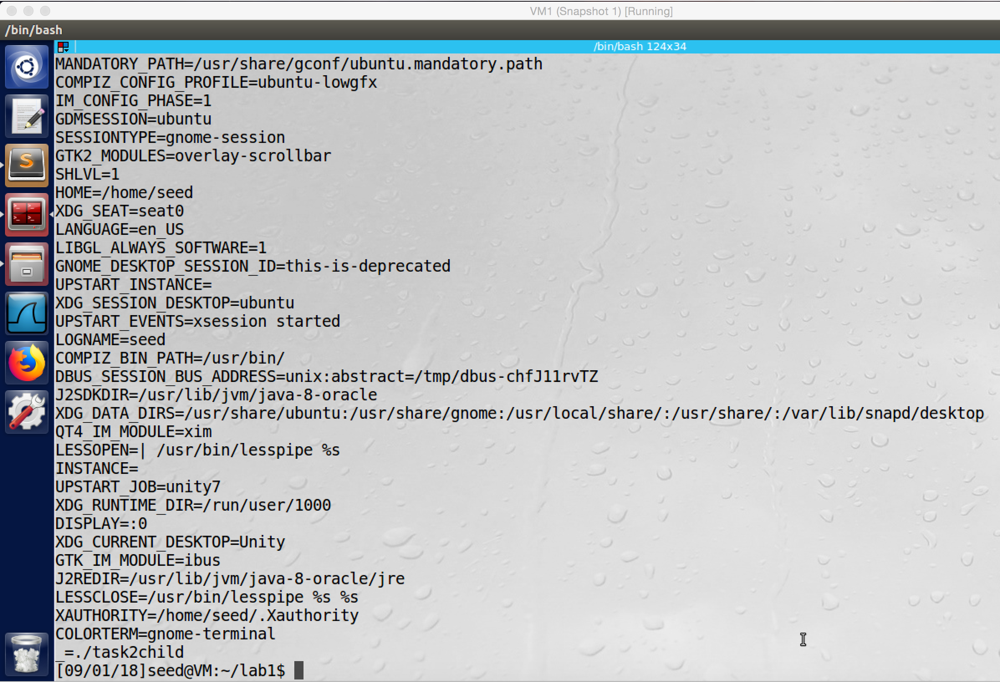 VM1 (Snapshot 1) [Running]
/bin/bash
/bin/bash 124x34
MANDATORY_PATH=/usr/share/gconf/ubuntu.mandatory.path
COMPIZ_CONFIG_PROFILE=ubuntu-lowgfx
IM_CONFIG_PHASE=1
GDMSESSION=ubuntu
SESSIONTYPE=gnome-session
GTK2_MODULES=overlay-scrollbar
SHLVL=1
HOME=/home/seed
XDG_SEAT=seat0
LANGUAGE=en_US
LIBGL_ALWAYS_SOFTWARE=1
GNOME_DESKTOP_SESSION_ID=this-is-deprecated
UPSTART_INSTANCE=
XDG_SESSION_DESKTOP=ubuntu
UPSTART_EVENTS=xsession started
LOGNAME=seed
COMPIZ_BIN_PATH=/usr/bin/
DBUS_SESSION_BUS_ADDRESS=unix:abstract=/tmp/dbus-chfJ11rvTZ
J2SDKDIR=/usr/lib/jvm/java-8-oracle
XDG_DATA_DIRS=/usr/share/ubuntu:/usr/share/gnome:/usr/local/share/:/usr/share/:/var/lib/snapd/desktop
QT4_IM_MODULE=xim
LESSOPEN=| /usr/bin/lesspipe %s
INSTANCE=
UPSTART_JOB=unity7
XDG_RUNTIME_DIR=/run/user/1000
DISPLAY=:0
XDG_CURRENT_DESKTOP=Unity
GTK_IM_MODULE=ibus
J2REDIR=/usr/lib/jvm/java-8-oracle/jre
LESSCLOSE=/usr/bin/lesspipe %s %s
XAUTHORITY=/home/seed/.Xauthority
COLORTERM=gnome-terminal
_=./task2child
[09/01/18]seed@VM:~/lab1$